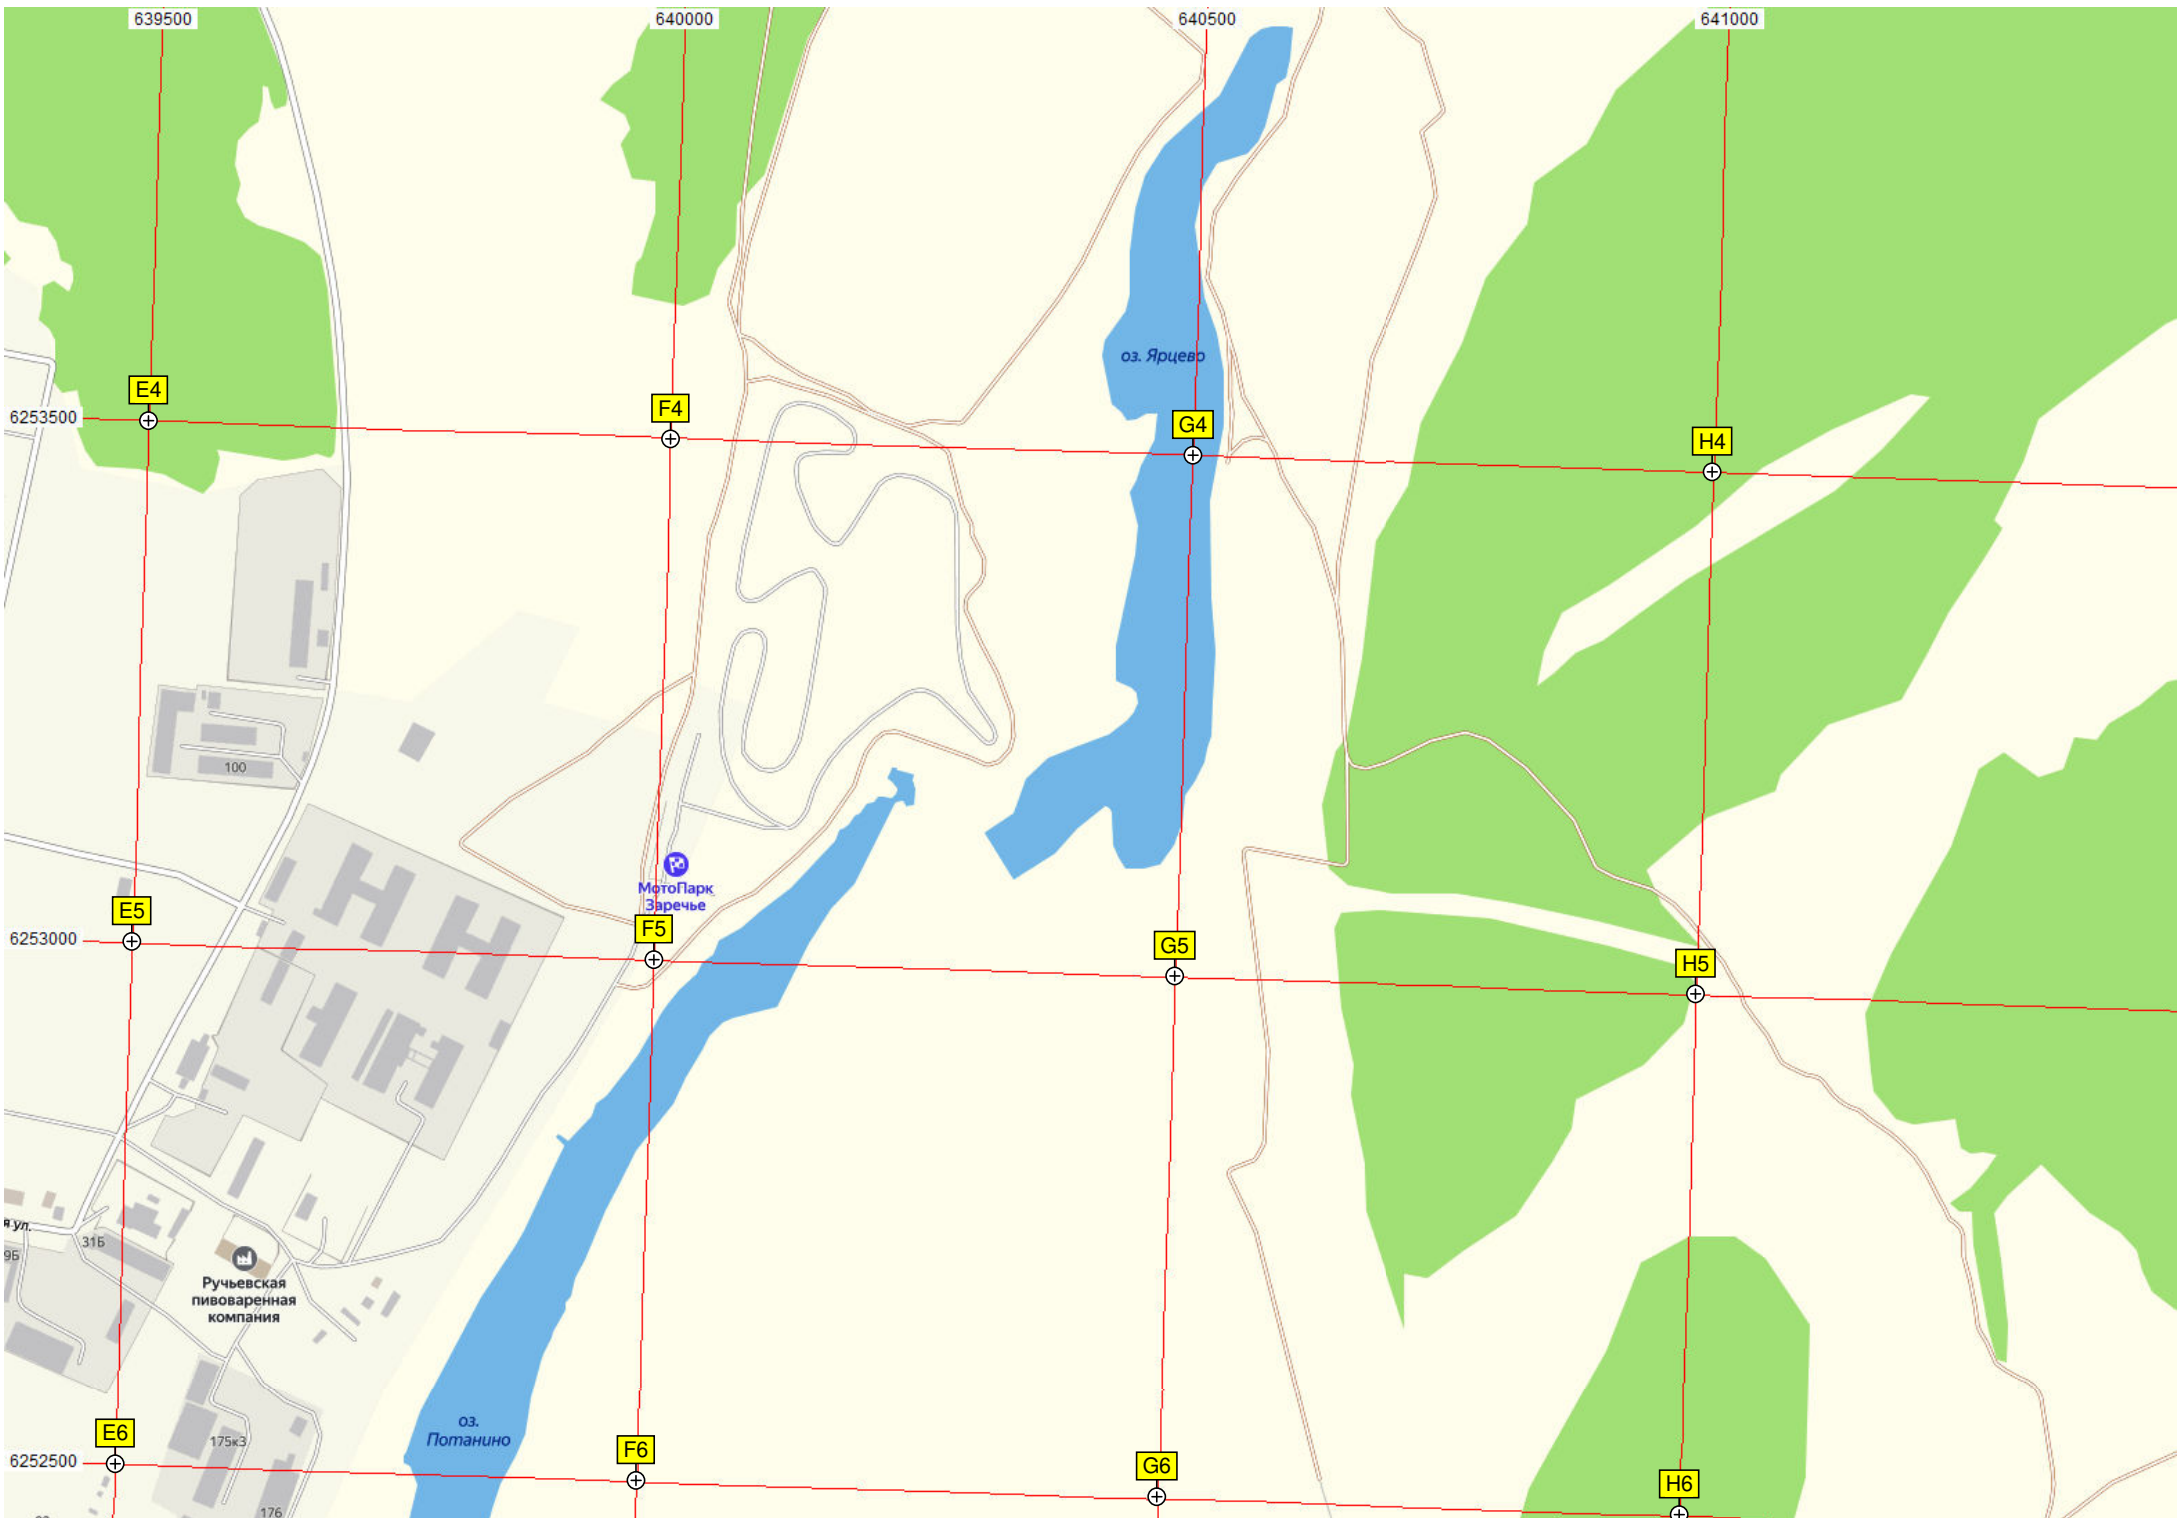 639500
640000
640500
641000
оз. Ярцево
E4
F4
G4
H4
6253500
100
МотоПарк
Заречье
E5
F5
G5
H5
6253000
я ул.
31Б
9Б
Ручьевская
пивоваренная
компания
оз.
Потанино
E6
F6
G6
H6
175к3
6252500
176